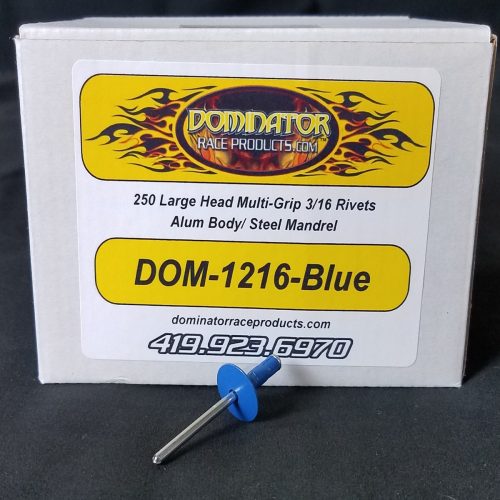 DOMINATOR
RACE PRODUCTS.COM
250 Large Head Multi-Grip 3/16 Rivets
Alum Body/ Steel Mandrel
DOM-1216-Blue
dominatorraceproducts.com
419.923.6970